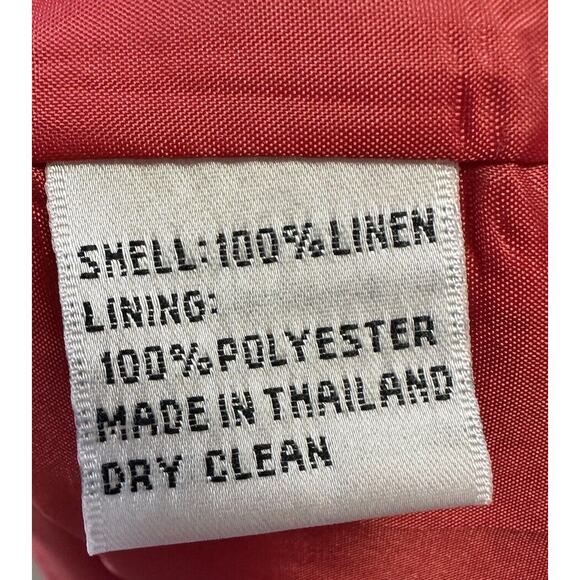 SHELL: 100% LINEN
LINING:
100% POLYESTER
MADE IN THAILAND
DRY CLEAN